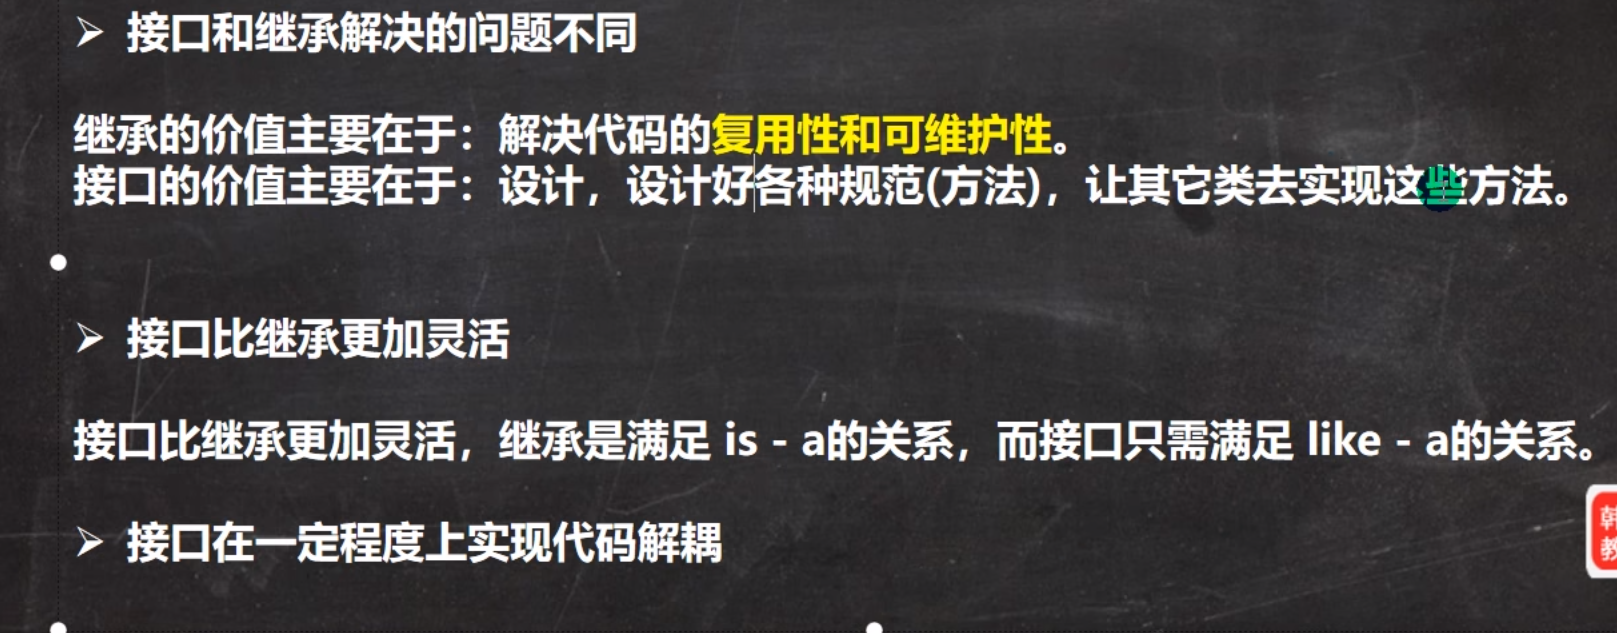 接口和继承解决的问题不同
继承的价值主要在于：解决代码的复用性和可维护性。
接口的价值主要在于：设计，设计好各种规范(方法)，让其它类去实现这些方法。
接口比继承更加灵活
接口比继承更加灵活，继承是满足 is - a的关系，而接口只需满足 like - a的关系。
接口在一定程度上实现代码解耦